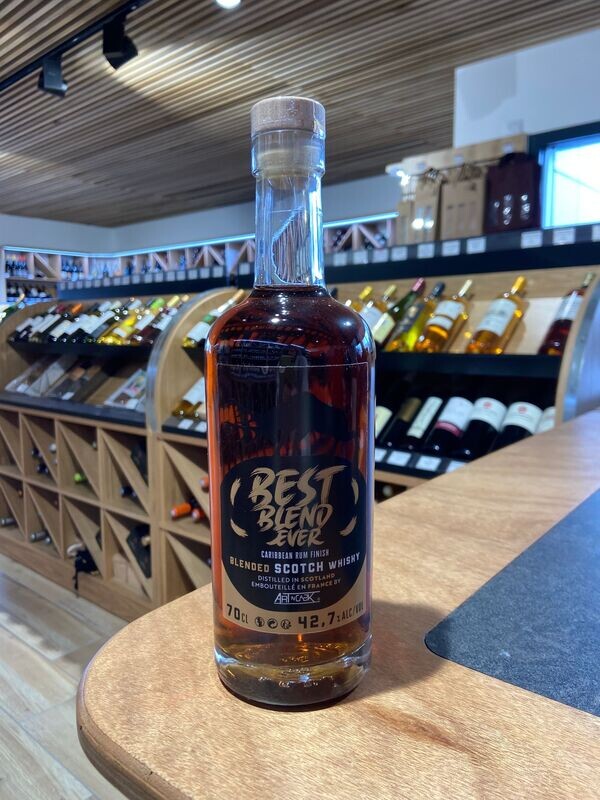 BEST
BLEND
EVER
CARIBBEAN RUM FINISH
BLENDED SCOTCH WHISKY
DISTILLED IN SCOTLAND
EMBOUTEILLÉ EN FRANCE BY
70CL 42,7% ALC/VOL